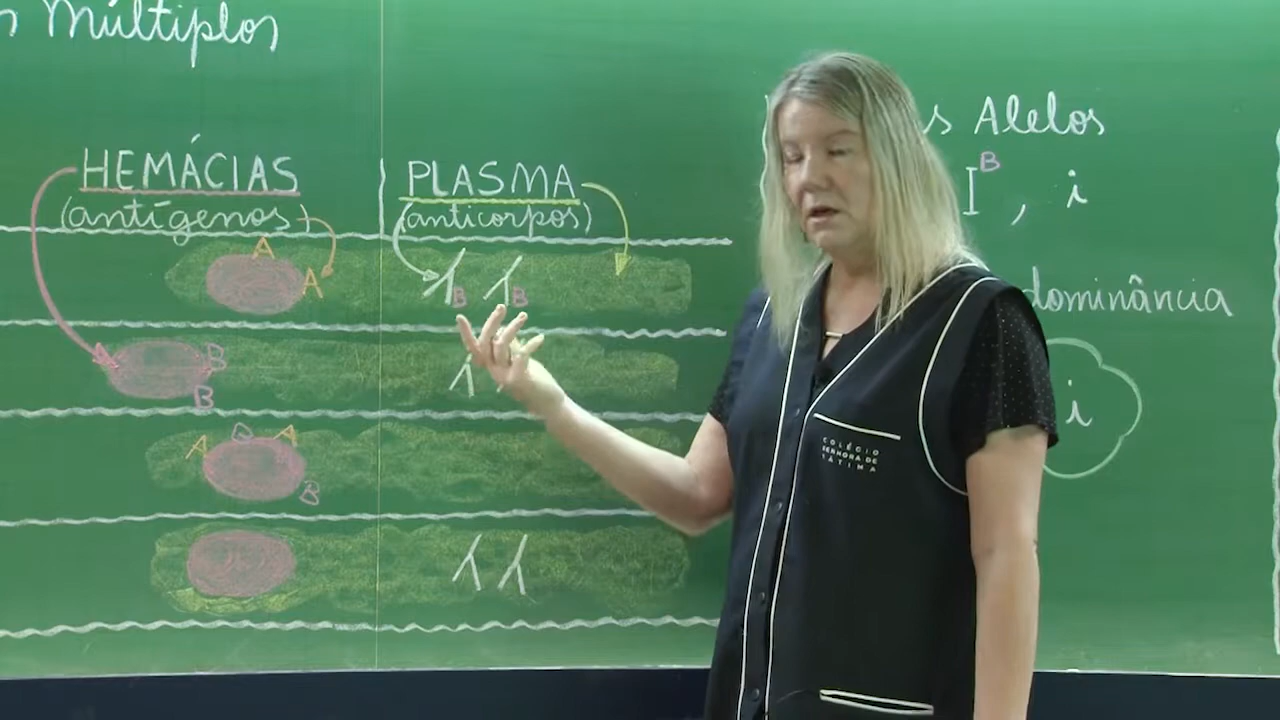 Múltiplos
HEMÁCIAS
(antígenos)
PLASMA
(anticorpos)
A
A
B
B
B
B
A
A
B
B
s Alelos
I^B, i
dominância
i
COLÉGIO
SENHORA DE
FÁTIMA